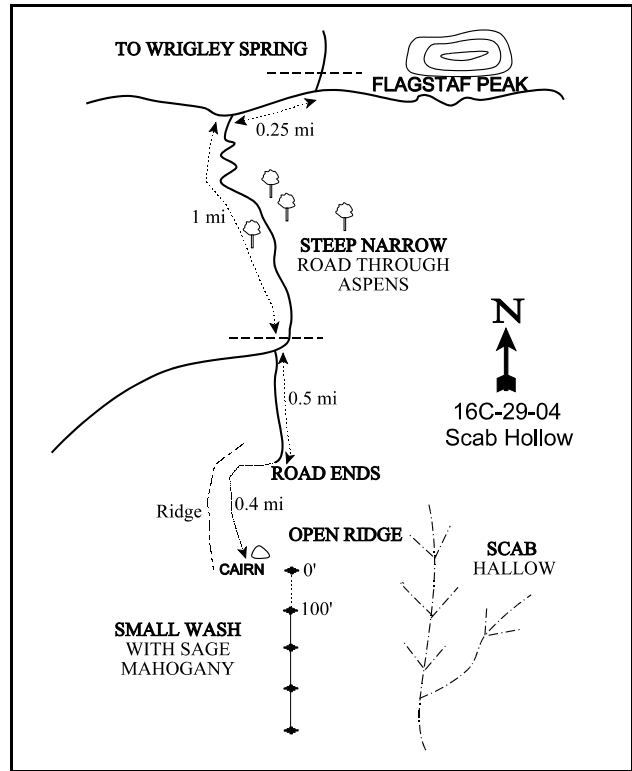 TO WRIGLEY SPRING
FLAGSTAF PEAK
0.25 mi
1 mi
STEEP NARROW
ROAD THROUGH
ASPENS
N
16C-29-04
Scab Hollow
0.5 mi
ROAD ENDS
0.4 mi
Ridge
OPEN RIDGE
SCAB
HALLOW
CAIRN
0'
100'
SMALL WASH
WITH SAGE
MAHOGANY